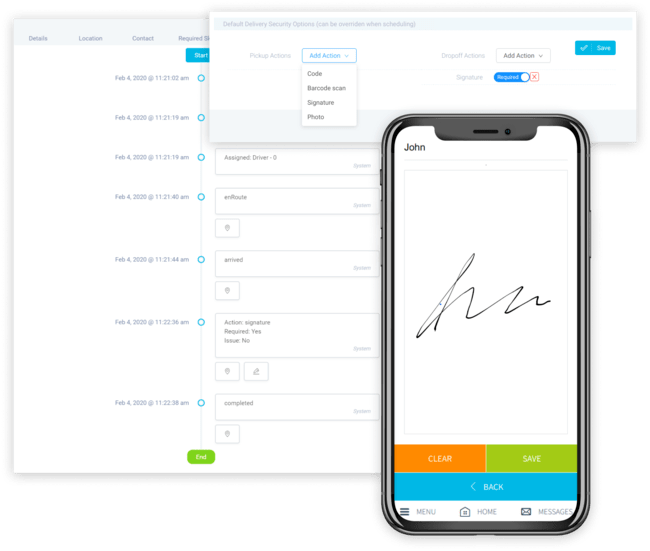 Default Delivery Security Options (can be overriden when scheduling)
Pickup Actions Add Action Dropoff Actions Add Action Save
Code
Barcode scan
Signature
Photo
Signature Required
Details Location Contact Required
Start
Feb 4, 2020 @ 11:21:02 am
Feb 4, 2020 @ 11:21:19 am
Feb 4, 2020 @ 11:21:19 am Assigned: Driver - 0
System
Feb 4, 2020 @ 11:21:40 am enRoute
System
Feb 4, 2020 @ 11:21:44 am arrived
System
Feb 4, 2020 @ 11:22:36 am Action: signature
Required: Yes
Issue: No
System
Feb 4, 2020 @ 11:22:38 am completed
System
End
John
CLEAR SAVE
BACK
MENU HOME MESSAGES